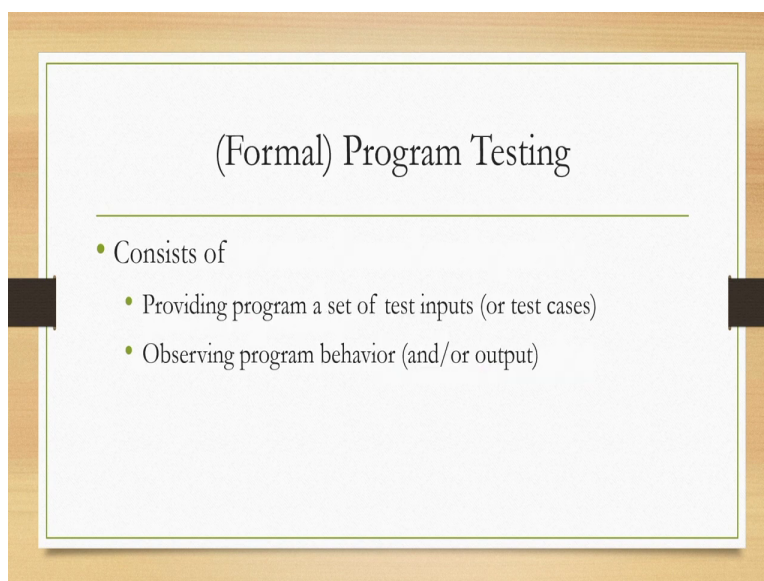 (Formal) Program Testing
• Consists of
• Providing program a set of test inputs (or test cases)
• Observing program behavior (and/or output)